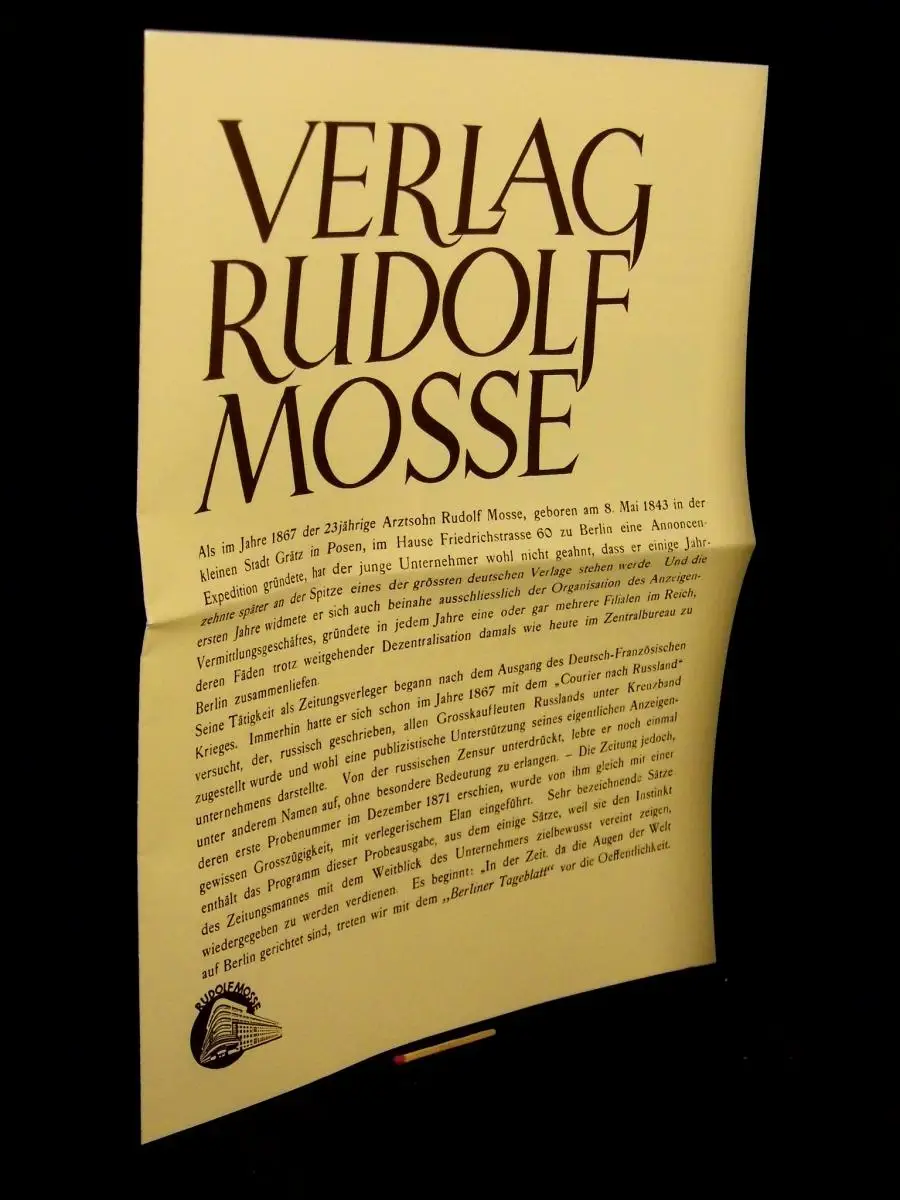 VERLAG
RUDOLF
MOSSE
Als im Jahre 1867 der 23jährige Arztsohn Rudolf Mosse, geboren am 8. Mai 1843 in der
kleinen Stadt Grätz in Posen, im Hause Friedrichstrasse 60 zu Berlin eine Annoncen-
Expedition gründete, hat der junge Unternehmer wohl nicht geahnt, dass er einige Jahr-
zehnte später an der Spitze eines der grössten deutschen Verlage stehen werde Und die
ersten Jahre widmete er sich auch beinahe ausschliesslich der Organisation des Anzeigen-
Vermittlungsgeschäftes, gründete in jedem Jahre eine oder gar mehrere Filialen im Reich,
deren Fäden trotz weitgehender Dezentralisation damals wie heute im Zentralbureau zu
Berlin zusammenliefen.
Seine Tätigkeit als Zeitungsverleger begann nach dem Ausgang des Deutsch-Französischen
Krieges. Immerhin hatte er sich schon im Jahre 1867 mit dem „Courier nach Russland“
versucht, der, russisch geschrieben, allen Grosskaufleuten Russlands unter Kreuzband
zugestellt wurde und wohl eine publizistische Unterstützung seines eigentlichen Anzeigen-
unternehmens darstellte. Von der russischen Zensur unterdrückt, lebte er noch einmal
unter anderem Namen auf, ohne besondere Bedeutung zu erlangen. – Die Zeitung jedoch,
deren erste Probenummer im Dezember 1871 erschien, wurde von ihm gleich mit einer
gewissen Grosszügigkeit, mit verlegerischem Elan eingeführt. Sehr bezeichnende Sätze
enthält das Programm dieser Probeausgabe, aus dem einige Sätze, weil sie den Instinkt
des Zeitungsmannes mit dem Weitblick des Unternehmers zielbewusst vereint zeigen,
wiedergegeben zu werden verdienen. Es beginnt: „In der Zeit, da die Augen der Welt
auf Berlin gerichtet sind, treten wir mit dem „Berliner Tageblatt“ vor die Oeffentlichkeit.
RUDOLF MOSSE